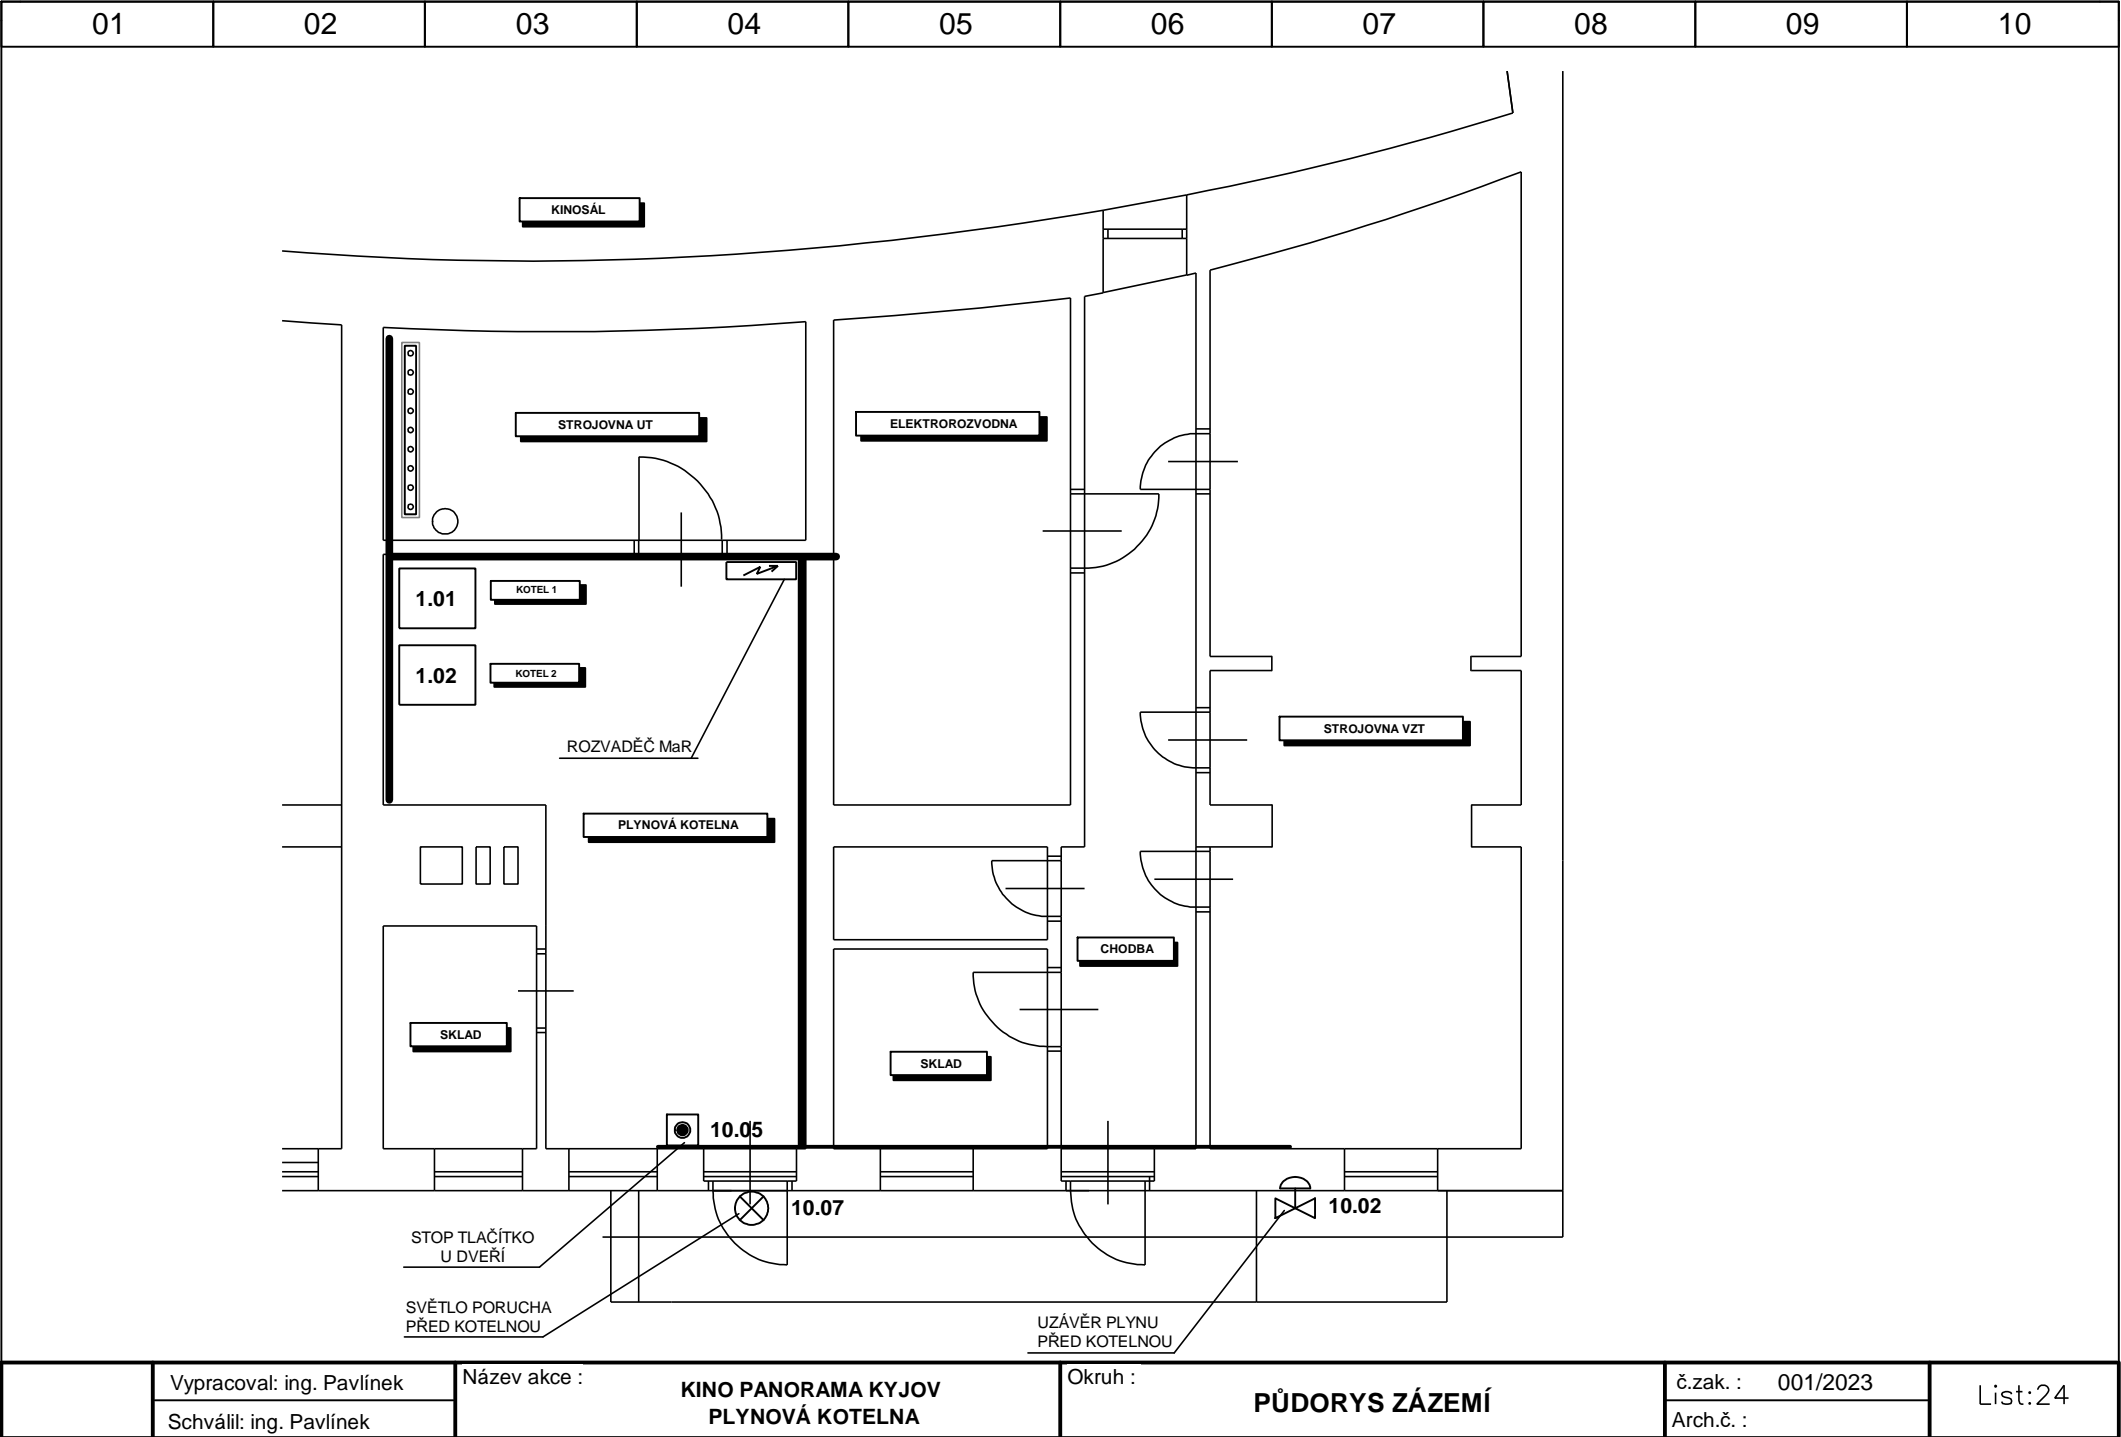 01 02 03 04 05 06 07 08 09 10
KINOSÁL
STROJOVNA UT
ELEKTROROZVODNA
1.01
KOTEL 1
1.02
KOTEL 2
ROZVADĚČ MaR
STROJOVNA VZT
PLYNOVÁ KOTELNA
CHODBA
SKLAD
SKLAD
10.05
10.07
10.02
STOP TLAČÍTKO
U DVEŘÍ
SVĚTLO PORUCHA
PŘED KOTELNOU
UZÁVĚR PLYNU
PŘED KOTELNOU
Vypracoval: ing. Pavlínek
Schválil: ing. Pavlínek
Název akce :
KINO PANORAMA KYJOV
PLYNOVÁ KOTELNA
Okruh :
PŮDORYS ZÁZEMÍ
č.zak. : 001/2023
Arch.č. :
List:24